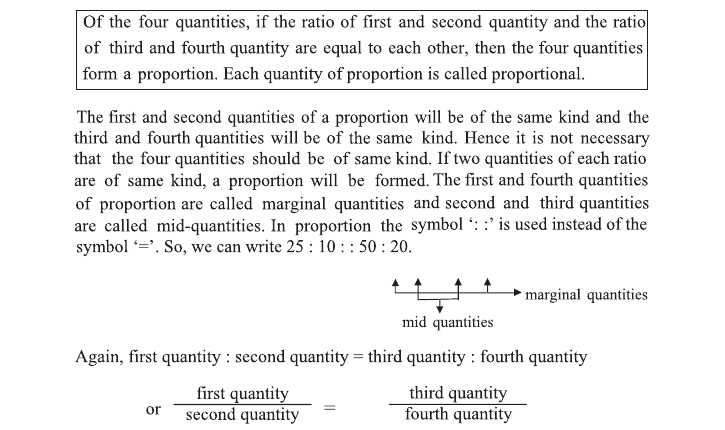 Of the four quantities, if the ratio of first and second quantity and the ratio
of third and fourth quantity are equal to each other, then the four quantities
form a proportion. Each quantity of proportion is called proportional.
The first and second quantities of a proportion will be of the same kind and the
third and fourth quantities will be of the same kind. Hence it is not necessary
that the four quantities should be of same kind. If two quantities of each ratio
are of same kind, a proportion will be formed. The first and fourth quantities
of proportion are called marginal quantities and second and third quantities
are called mid-quantities. In proportion the symbol ‘: :’ is used instead of the
symbol ‘=’. So, we can write 25 : 10 : : 50 : 20.
marginal quantities
mid quantities
Again, first quantity : second quantity = third quantity : fourth quantity
first quantity third quantity
or =
second quantity fourth quantity